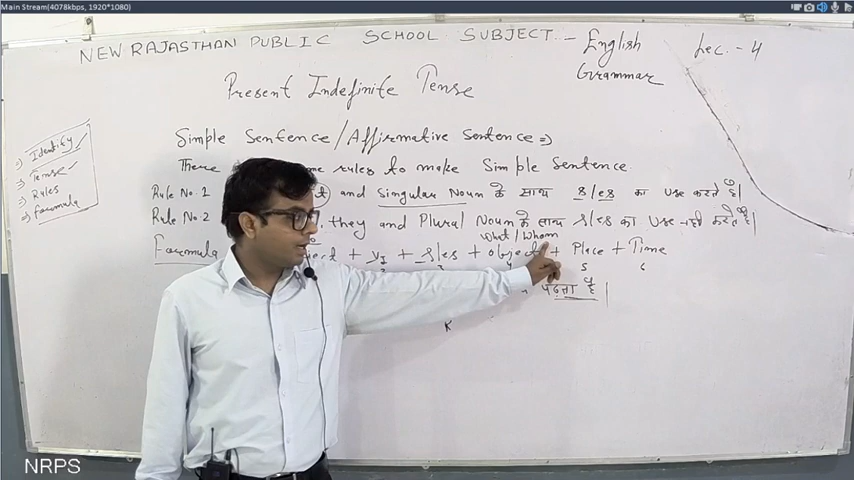 Main Stream(4078kbps, 1920*1080)
NEW RAJASTHAN PUBLIC SCHOOL SUBJECT - English Grammar Lec. - 4
Present Indefinite Tense
Simple Sentence/Affirmative Sentence =>
There me rules to make Simple Sentence.
=> Identify
=> Tense
=> Rules
=> Formula
Rule No. 1 and Singular Noun के साथ s/es का use करते है|
Rule No. 2 , they and Plural Noun के साथ s/es का use नही करते है|
What / Whom
Formula ject + V1 + s/es + object + Place + Time
5 6
पढ़ता है|
K
NRPS